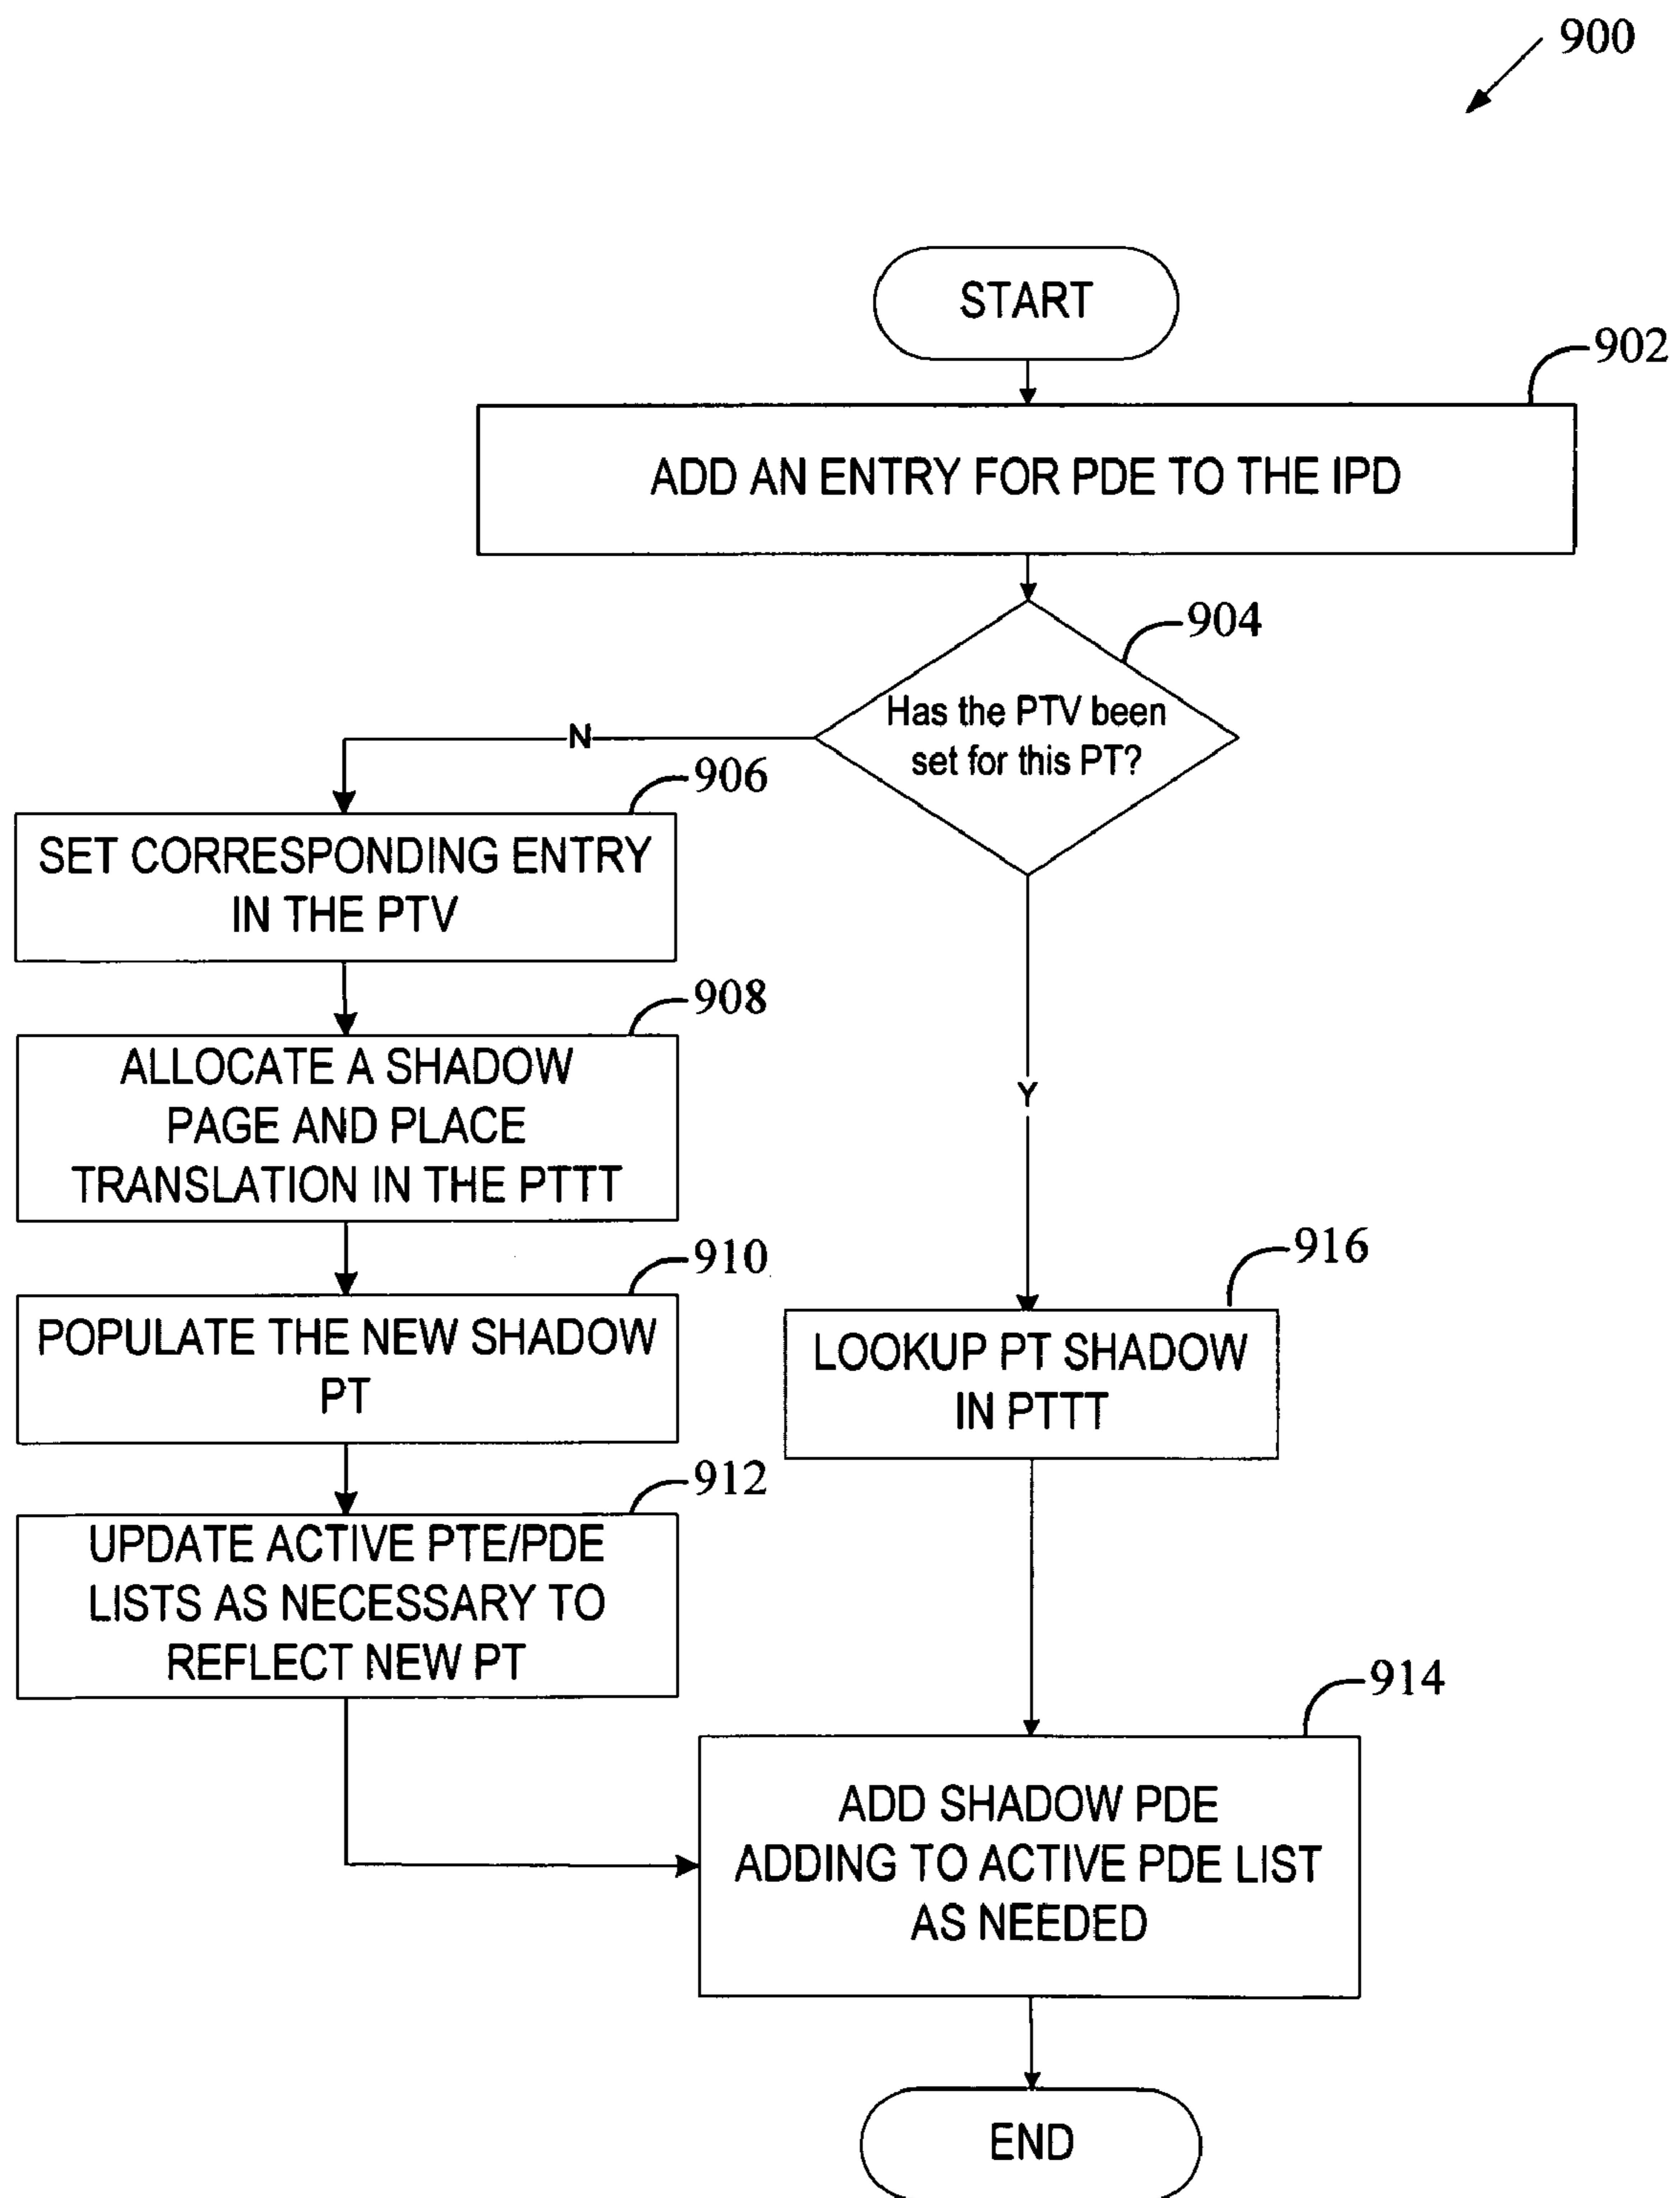 900
START
902
ADD AN ENTRY FOR PDE TO THE IPD
904
Has the PTV been
set for this PT?
N
906
SET CORRESPONDING ENTRY
IN THE PTV
908
ALLOCATE A SHADOW
PAGE AND PLACE
TRANSLATION IN THE PTTT
Y
910
POPULATE THE NEW SHADOW
PT
916
LOOKUP PT SHADOW
IN PTTT
912
UPDATE ACTIVE PTE/PDE
LISTS AS NECESSARY TO
REFLECT NEW PT
914
ADD SHADOW PDE
ADDING TO ACTIVE PDE LIST
AS NEEDED
END